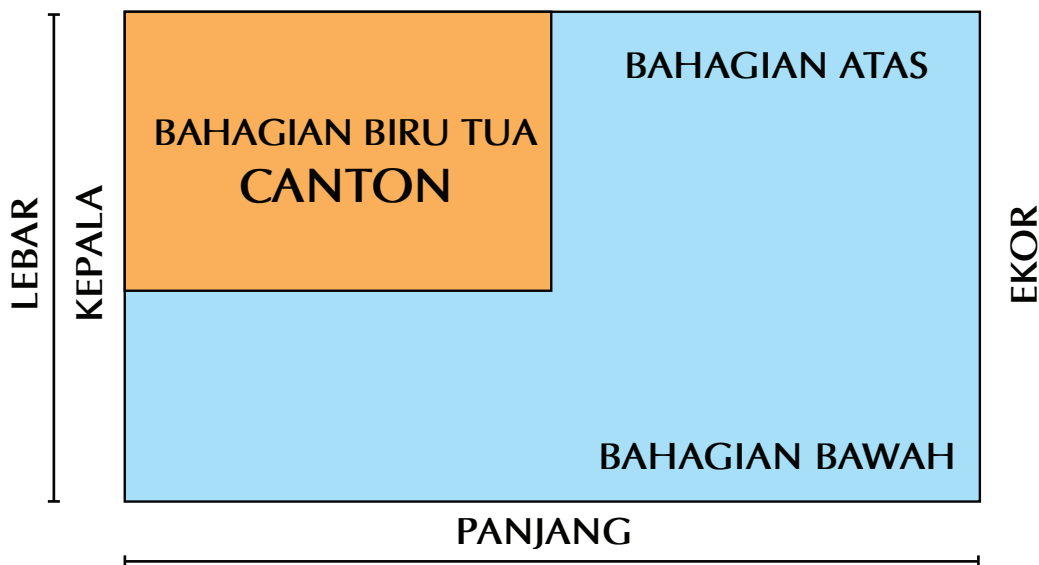 BAHAGIAN ATAS
BAHAGIAN BIRU TUA
CANTON
LEBAR
KEPALA
EKOR
BAHAGIAN BAWAH
PANJANG